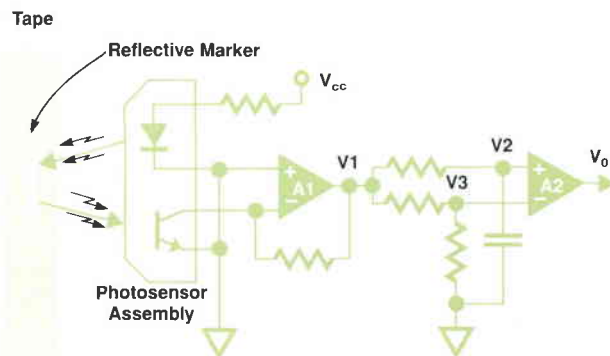 Tape
Reflective Marker
Vcc
V1
V2
V3
V0
A1
A2
+
−
+
−
Photosensor
Assembly